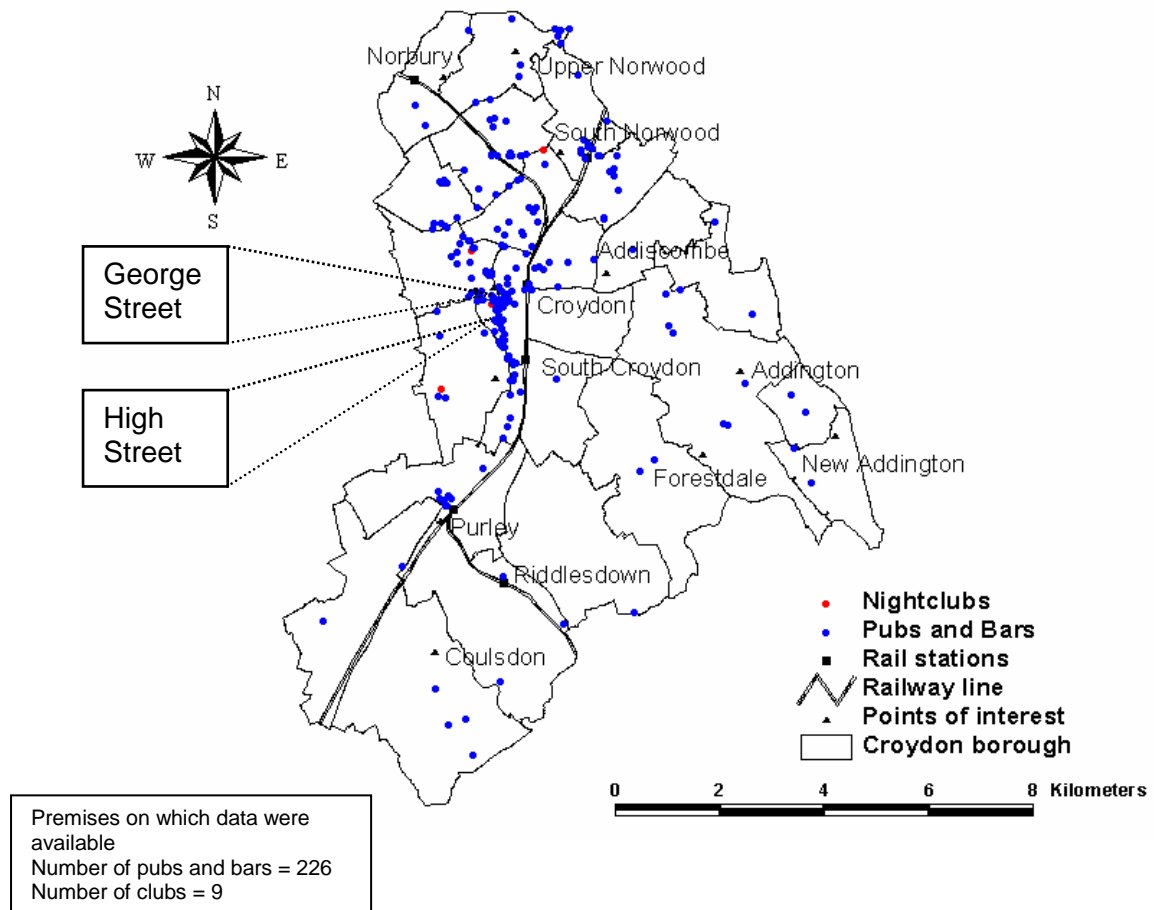 Norbury
Upper Norwood
N
South Norwood
W
E
S
George
Street
Addiscombe
Croydon
High
Street
South Croydon
Addington
New Addington
Forestdale
Purley
Riddlesdown
Nightclubs
Pubs and Bars
Coulsdon
Rail stations
Railway line
Points of interest
Croydon borough
0 2 4 6 8 Kilometers
Premises on which data were
available
Number of pubs and bars = 226
Number of clubs = 9